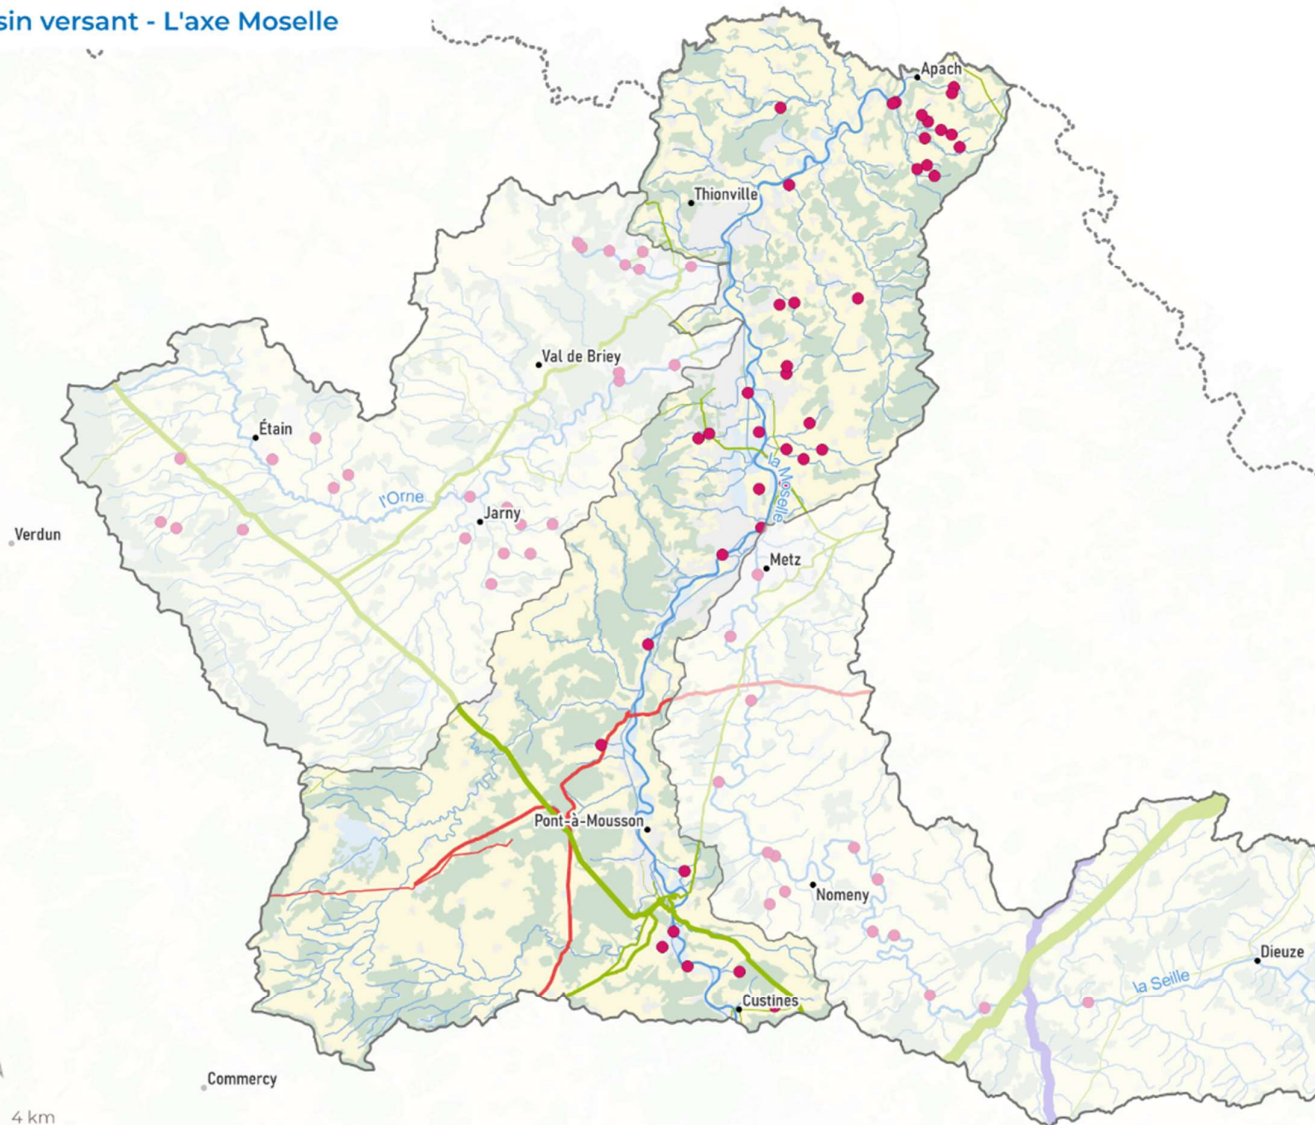 sin versant - L'axe Moselle
Apach
Thionville
Val de Briey
Étain
l'Orne
Jarny
Verdun
la Moselle
Metz
Pont-à-Mousson
Nomeny
Dieuze
la Seille
Custines
Commercy
4 km